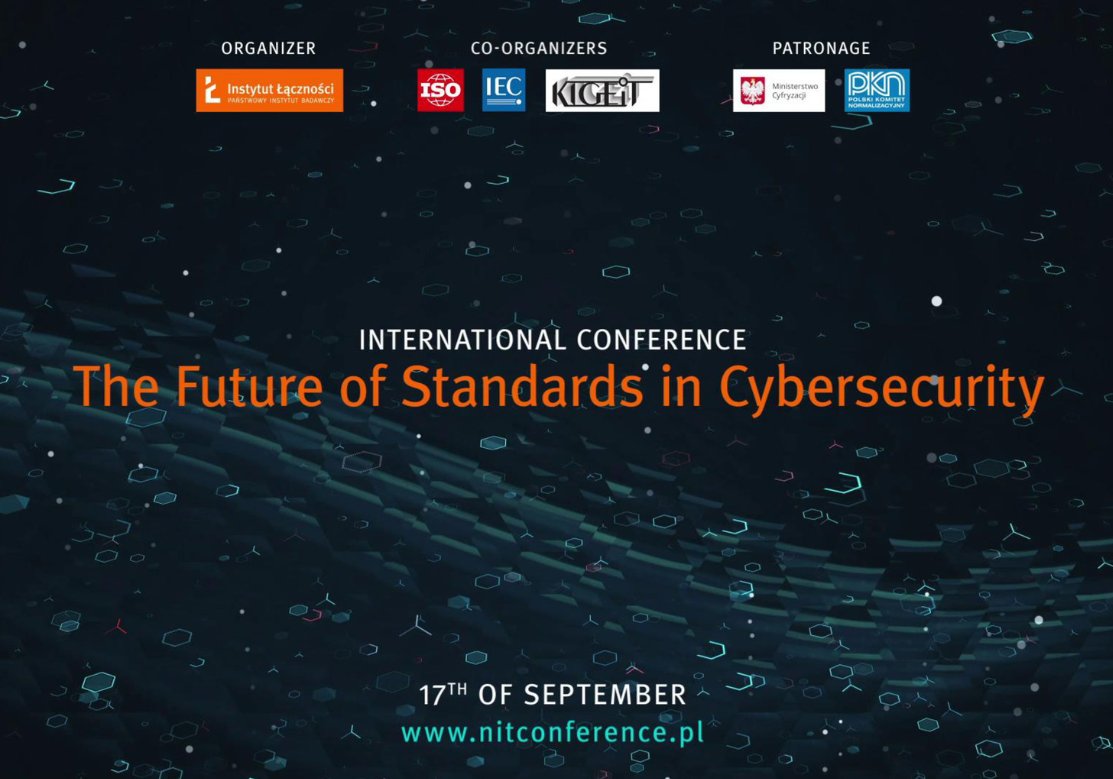 ORGANIZER
CO-ORGANIZERS
PATRONAGE
Instytut Łączności
PAŃSTWOWY INSTYTUT BADAWCZY
ISO
IEC
KIGEiT
Ministerstwo
Cyfryzacji
PKN
POLSKI KOMITET
NORMALIZACYJNY
INTERNATIONAL CONFERENCE
The Future of Standards in Cybersecurity
17TH OF SEPTEMBER
www.nitconference.pl